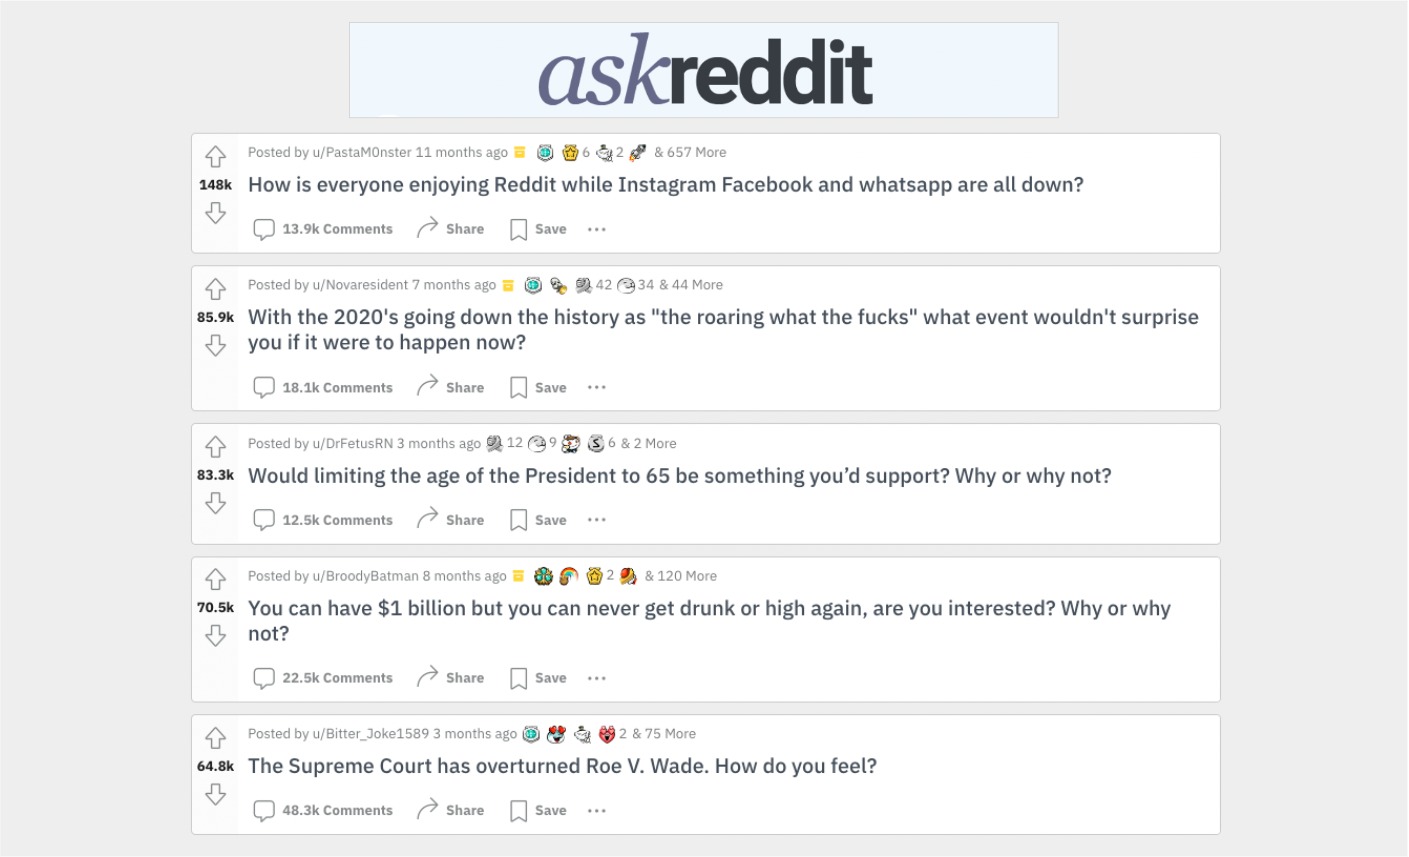 askreddit
Posted by u/PastaM0nster 11 months ago 6 2 & 657 More
148k
How is everyone enjoying Reddit while Instagram Facebook and whatsapp are all down?
13.9k Comments Share Save
Posted by u/Novaresident 7 months ago 42 34 & 44 More
85.9k
With the 2020's going down the history as "the roaring what the fucks" what event wouldn't surprise
you if it were to happen now?
18.1k Comments Share Save
Posted by u/DrFetusRN 3 months ago 12 9 S 6 & 2 More
83.3k
Would limiting the age of the President to 65 be something you’d support? Why or why not?
12.5k Comments Share Save
Posted by u/BroodyBatman 8 months ago 2 & 120 More
70.5k
You can have $1 billion but you can never get drunk or high again, are you interested? Why or why
not?
22.5k Comments Share Save
Posted by u/Bitter_Joke1589 3 months ago 2 & 75 More
64.8k
The Supreme Court has overturned Roe V. Wade. How do you feel?
48.3k Comments Share Save